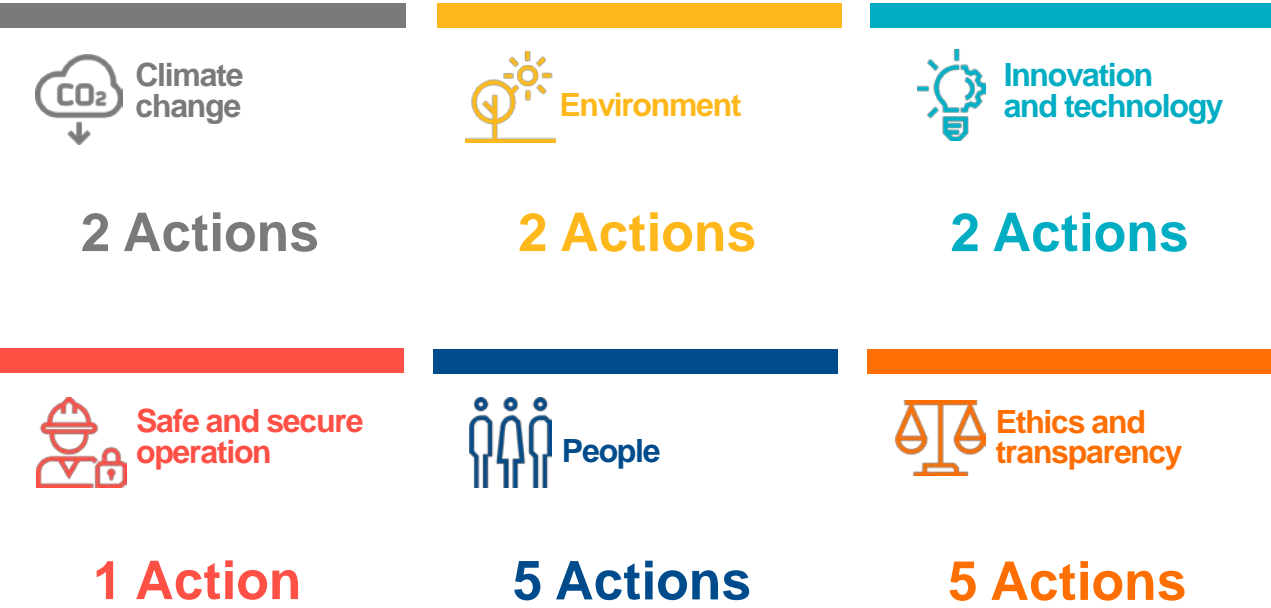 CO₂
Climate
change
Environment
Innovation
and technology
2 Actions
2 Actions
2 Actions
Safe and secure
operation
People
Ethics and
transparency
1 Action
5 Actions
5 Actions